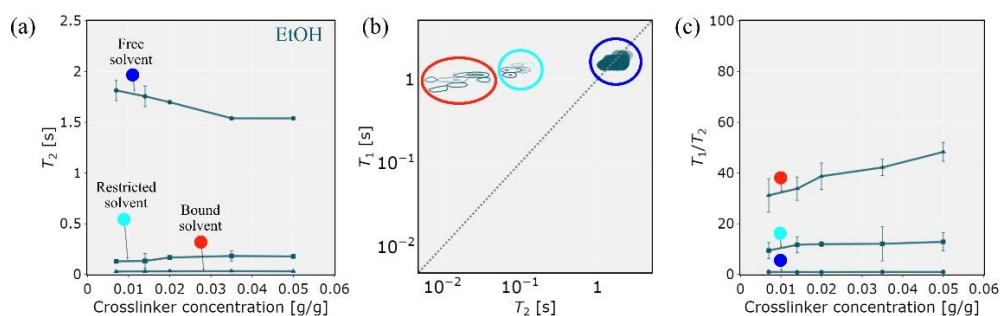 (a)
2.5
2
1.5
1
0.5
0
T₂ [s]
EtOH
Free
solvent
Restricted
solvent
Bound
solvent
0
0.01
0.02
0.03
0.04
0.05
0.06
Crosslinker concentration [g/g]
(b)
1
10⁻¹
10⁻²
T₁ [s]
10⁻²
10⁻¹
1
T₂ [s]
(c)
100
80
60
40
20
0
T₁/T₂
0
0.01
0.02
0.03
0.04
0.05
0.06
Crosslinker concentration [g/g]